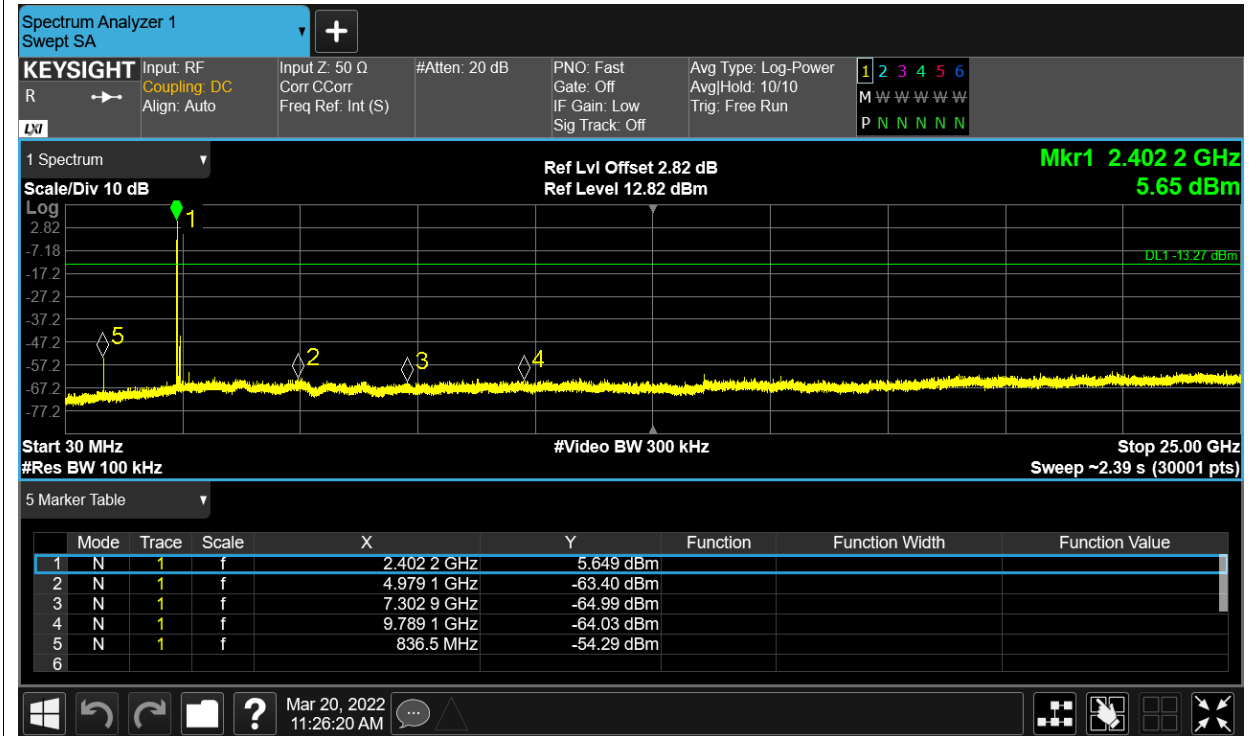 Spectrum Analyzer 1
Swept SA
+
KEYSIGHT Input: RF Input Z: 50 Ω #Atten: 20 dB PNO: Fast Avg Type: Log-Power 1 2 3 4 5 6
R Coupling: DC Corr CCorr Gate: Off Avg|Hold: 10/10 M W W W W W W
Align: Auto Freq Ref: Int (S) IF Gain: Low Trig: Free Run
LXI Sig Track: Off P N N N N N N
1 Spectrum Ref Lvl Offset 2.82 dB Mkr1 2.402 2 GHz
Scale/Div 10 dB Ref Level 12.82 dBm 5.65 dBm
Log
1
2.82
-7.18
DL1 -13.27 dBm
-17.2
-27.2
-37.2
5
-47.2
2 3 4
-57.2
-67.2
-77.2
Start 30 MHz #Video BW 300 kHz Stop 25.00 GHz
#Res BW 100 kHz Sweep ~2.39 s (30001 pts)
5 Marker Table
Mode Trace Scale X Y Function Function Width Function Value
1 N 1 f 2.402 2 GHz 5.649 dBm
2 N 1 f 4.979 1 GHz -63.40 dBm
3 N 1 f 7.302 9 GHz -64.99 dBm
4 N 1 f 9.789 1 GHz -64.03 dBm
5 N 1 f 836.5 MHz -54.29 dBm
6
? Mar 20, 2022
11:26:20 AM